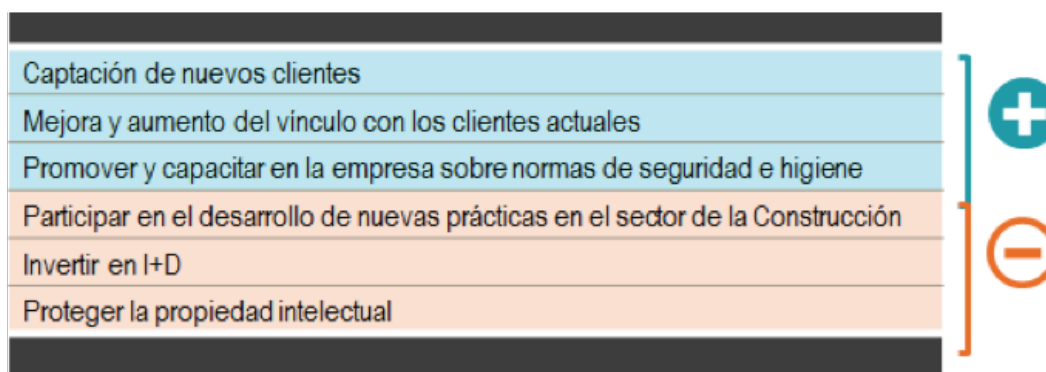 Captación de nuevos clientes
Mejora y aumento del vínculo con los clientes actuales
Promover y capacitar en la empresa sobre normas de seguridad e higiene
Participar en el desarrollo de nuevas prácticas en el sector de la Construcción
Invertir en I+D
Proteger la propiedad intelectual